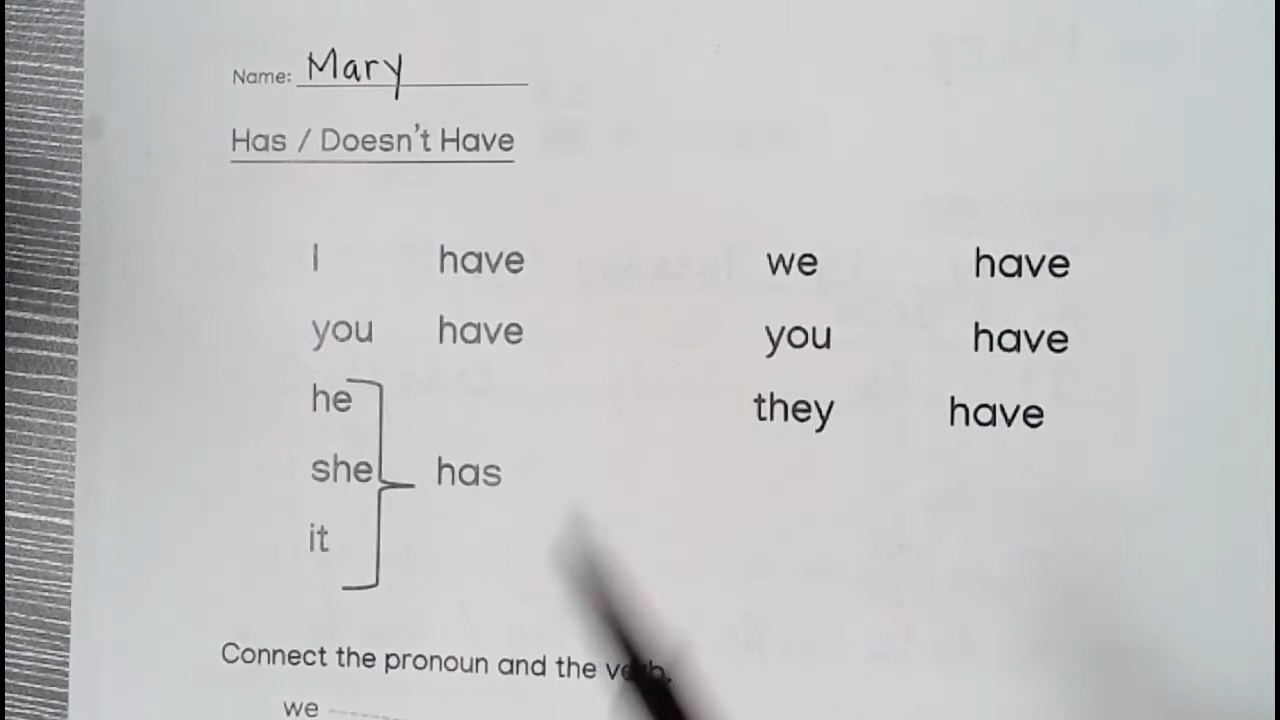 Name: Mary
Has / Doesn't Have
I have
you have
he
she has
it
we have
you have
they have
Connect the pronoun and the verb.
we